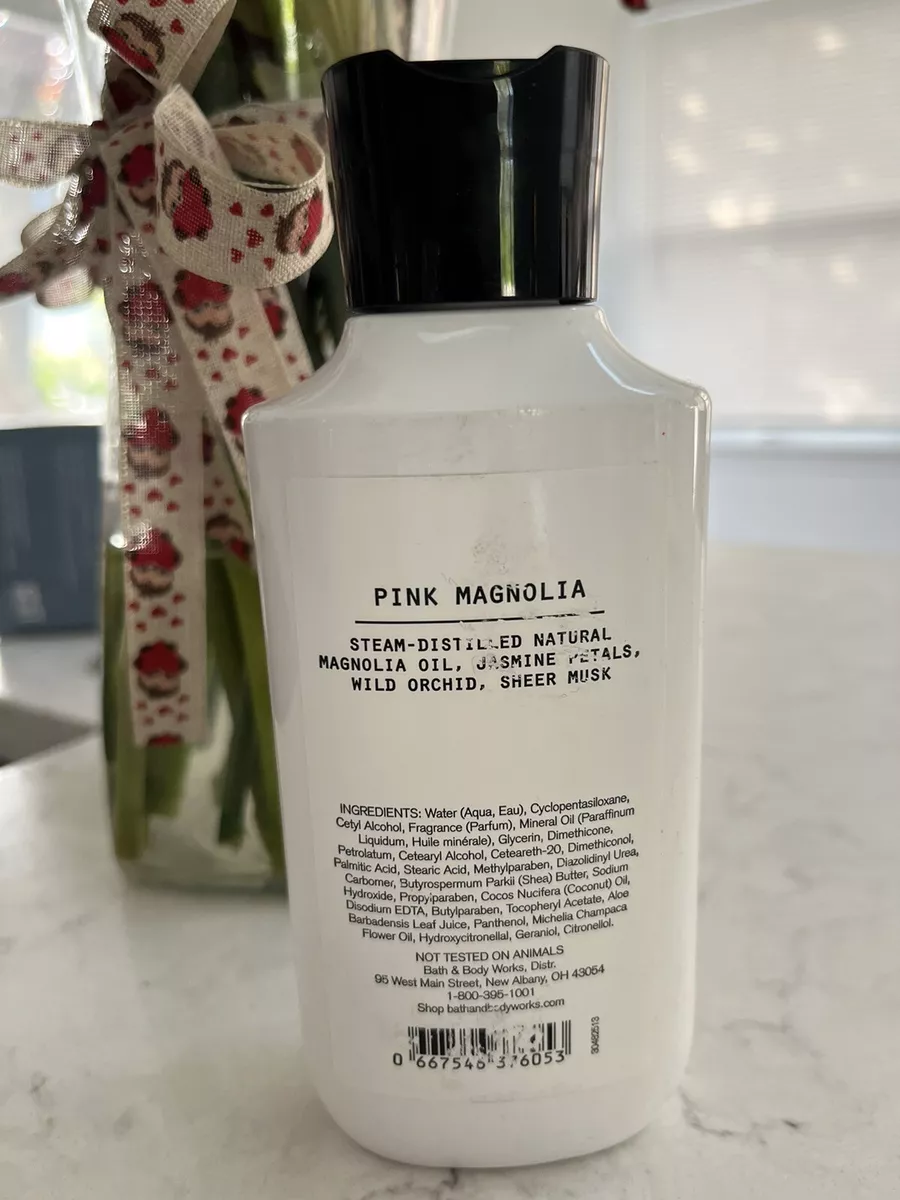 PINK MAGNOLIA
STEAM-DISTILLED NATURAL
MAGNOLIA OIL, JASMINE PETALS,
WILD ORCHID, SHEER MUSK
INGREDIENTS: Water (Aqua, Eau), Cyclopentasiloxane,
Cetyl Alcohol, Fragrance (Parfum), Mineral Oil (Paraffinum
Liquidum, Huile minérale), Glycerin, Dimethicone,
Petrolatum, Cetearyl Alcohol, Ceteareth-20, Dimethiconol,
Palmitic Acid, Stearic Acid, Methylparaben, Diazolidinyl Urea,
Carbomer, Butyrospermum Parkii (Shea) Butter, Sodium
Hydroxide, Propylparaben, Cocos Nucifera (Coconut) Oil,
Disodium EDTA, Butylparaben, Tocopheryl Acetate, Aloe
Barbadensis Leaf Juice, Panthenol, Michelia Champaca
Flower Oil, Hydroxycitronellal, Geraniol, Citronellol.
NOT TESTED ON ANIMALS
Bath & Body Works, Distr.
95 West Main Street, New Albany, OH 43054
1-800-395-1001
Shop bathandbodyworks.com
0 667546 376053